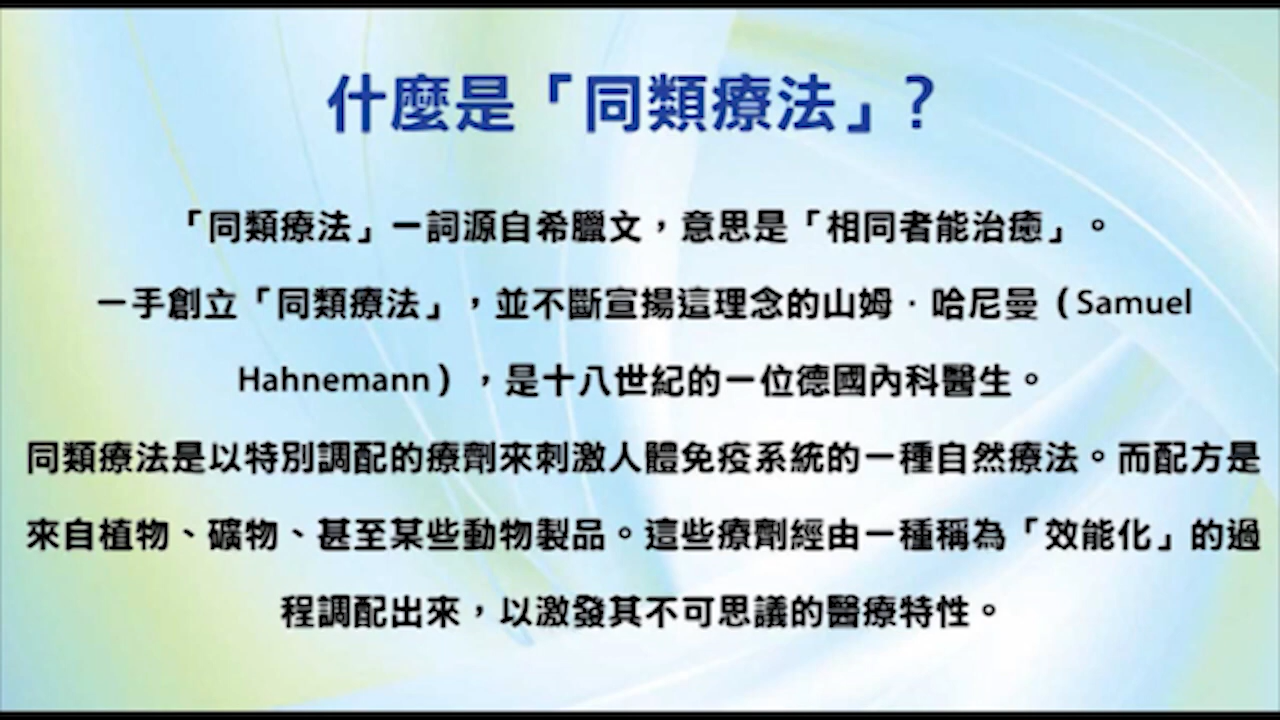 什麼是「同類療法」?
「同類療法」一詞源自希臘文，意思是「相同者能治癒」。
一手創立「同類療法」，並不斷宣揚這理念的山姆‧哈尼曼（Samuel
Hahnemann），是十八世紀的一位德國內科醫生。
同類療法是以特別調配的療劑來刺激人體免疫系統的一種自然療法。而配方是
來自植物、礦物、甚至某些動物製品。這些療劑經由一種稱為「效能化」的過
程調配出來，以激發其不可思議的醫療特性。